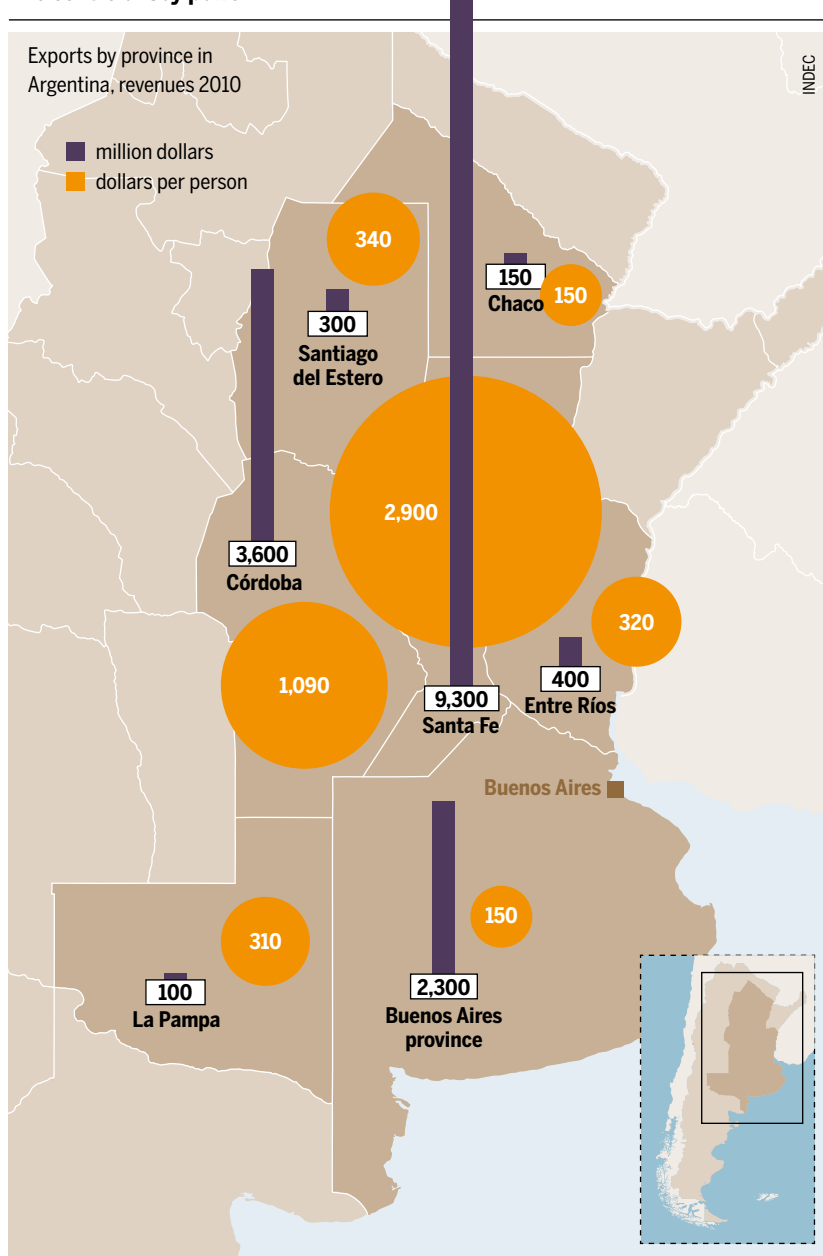 Exports by province in
Argentina, revenues 2010
INDEC
million dollars
dollars per person
340
150
Chaco
150
300
Santiago
del Estero
2,900
3,600
Córdoba
320
400
Entre Ríos
1,090
9,300
Santa Fe
Buenos Aires
150
310
100
La Pampa
2,300
Buenos Aires
province